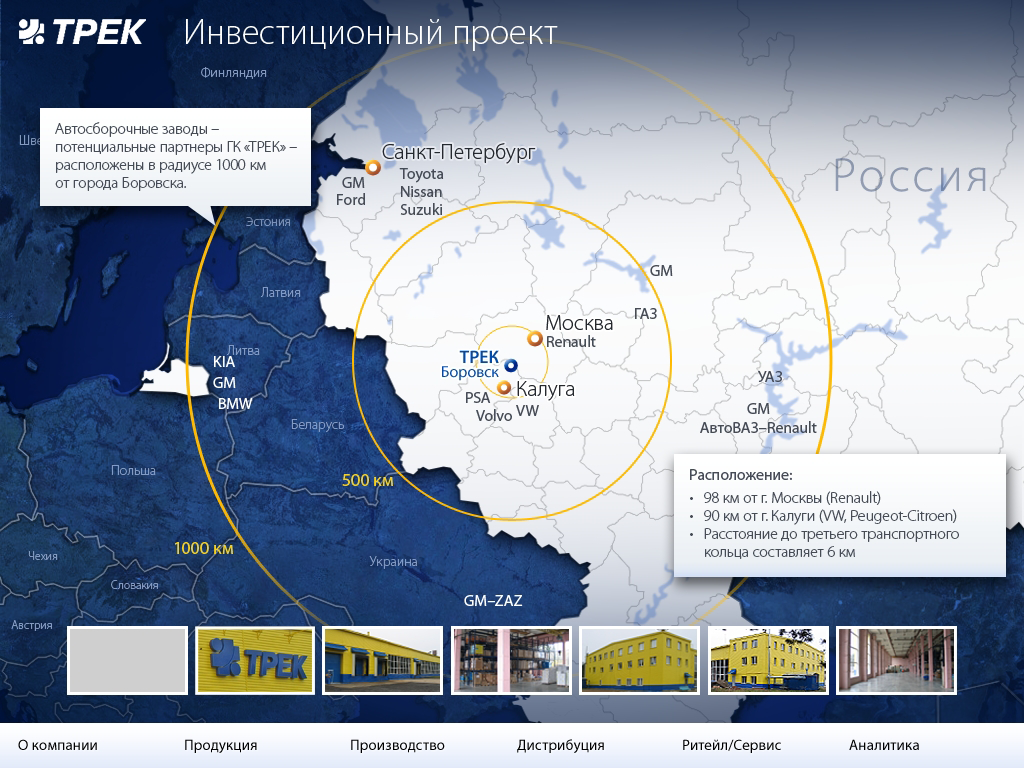 ТРЕК
Инвестиционный проект
Финляндия
Автосборочные заводы –
потенциальные партнеры ГК «ТРЕК» –
расположены в радиусе 1000 км
от города Боровска.
Санкт-Петербург
GM
Ford
Toyota
Nissan
Suzuki
Россия
Эстония
Латвия
Литва
KIA
GM
BMW
GM
ГАЗ
Москва
Renault
ТРЕК
Боровск
Калуга
PSA
Volvo
VW
УАЗ
GM
АвтоВАЗ–Renault
Беларусь
Польша
500 км
1000 км
Расположение:
• 98 км от г. Москвы (Renault)
• 90 км от г. Калуги (VW, Peugeot-Citroen)
• Расстояние до третьего транспортного
кольца составляет 6 км
Чехия
Словакия
Украина
Австрия
GM–ZAZ
ТРЕК
О компании
Продукция
Производство
Дистрибуция
Ритейл/Сервис
Аналитика